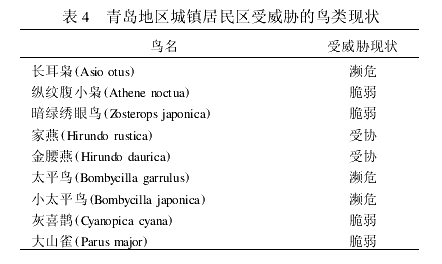 表 4 青岛地区城镇居民区受威胁的鸟类现状
鸟名 受威胁现状
长耳枭(Asio otus) 濒危
纵纹腹小枭(Athene noctua) 脆弱
暗绿绣眼鸟(Zosterops japonica) 脆弱
家燕(Hirundo rustica) 受协
金腰燕(Hirundo daurica) 受协
太平鸟(Bombycilla garrulus) 濒危
小太平鸟(Bombycilla japonica) 濒危
灰喜鹊(Cyanopica cyana) 脆弱
大山雀(Parus major) 脆弱